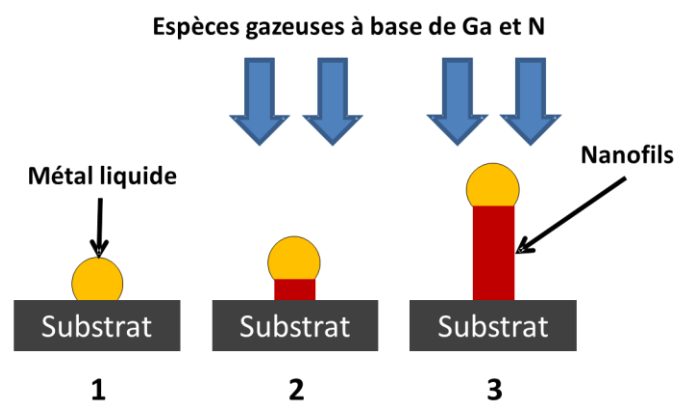 Espèces gazeuses à base de Ga et N
Métal liquide
Nanofils
Substrat
Substrat
Substrat
1
2
3